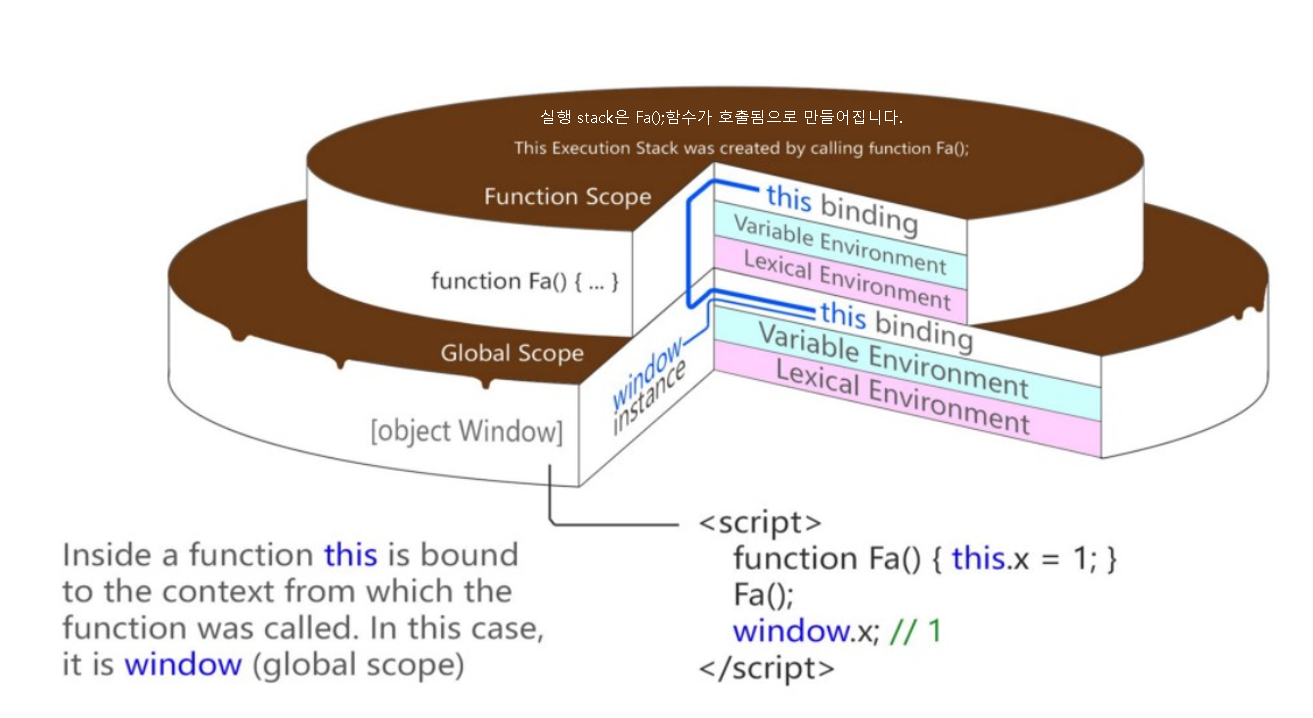 실행 stack은 Fa();함수가 호출됨으로 만들어집니다.
This Execution Stack was created by calling function Fa();
Function Scope
this binding
Variable Environment
Lexical Environment
function Fa() { ... }
this binding
Variable Environment
Lexical Environment
Global Scope
window
instance
[object Window]
<script>
function Fa() { this.x = 1; }
Fa();
window.x; // 1
</script>
Inside a function this is bound
to the context from which the
function was called. In this case,
it is window (global scope)